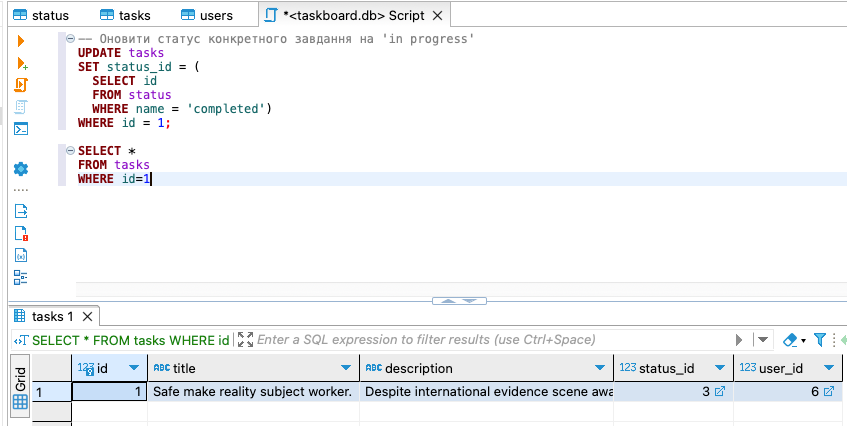 status tasks users *<taskboard.db> Script
-- Оновити статус конкретного завдання на 'in progress'
UPDATE tasks
SET status_id = (
SELECT id
FROM status
WHERE name = 'completed')
WHERE id = 1;
SELECT *
FROM tasks
WHERE id=1
tasks 1
SELECT * FROM tasks WHERE id Enter a SQL expression to filter results (use Ctrl+Space)
Grid
123 id ABC title ABC description 123 status_id 123 user_id
1 1 Safe make reality subject worker. Despite international evidence scene awa 3 6